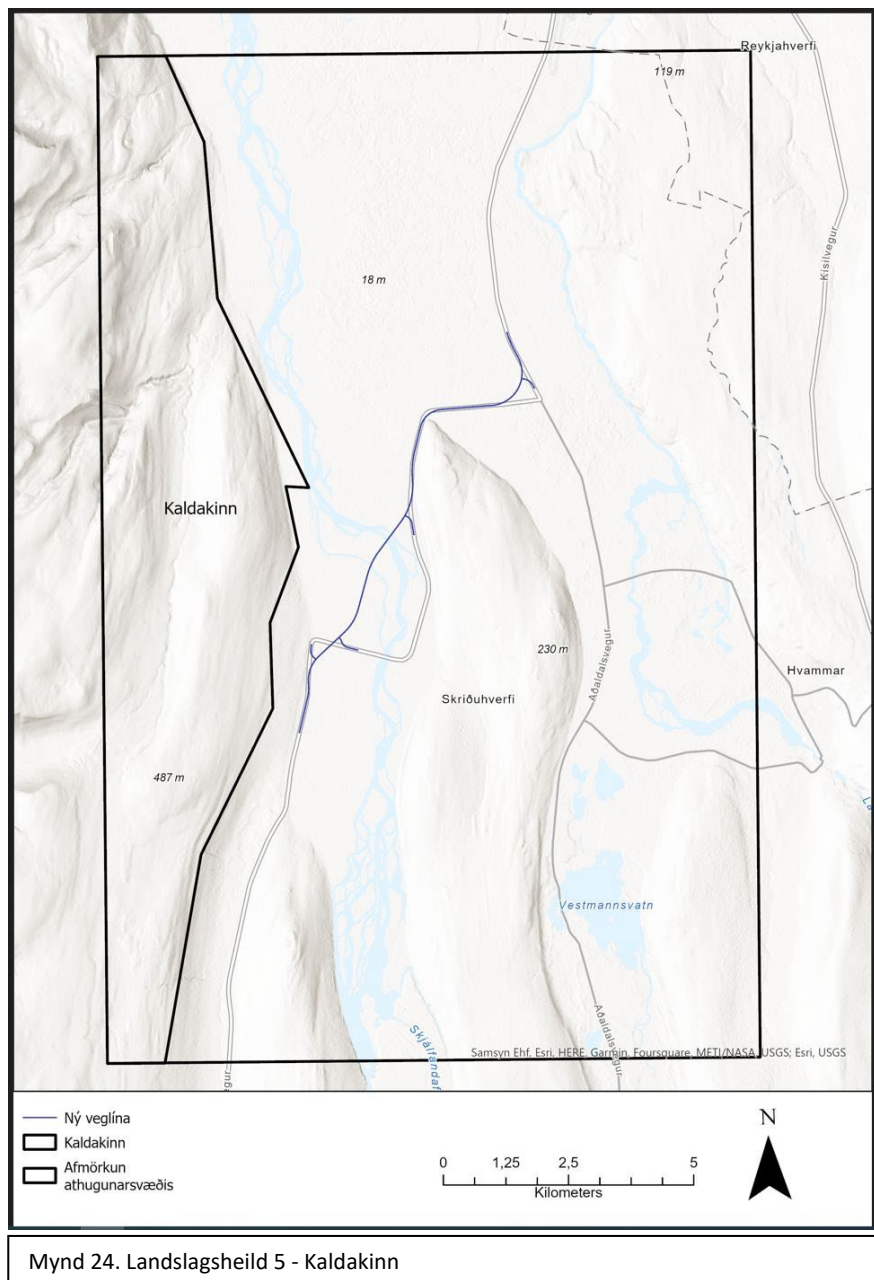 Reykjahverfi
119 m
Kísilvegur
18 m
Kaldakinn
230 m
Aðaldalsvegur
Hvammar
Skriðuhverfi
487 m
Vestmannsvatn
Aðaldalsvegur
Skjálfandaf
Samsyn Ehf, Esri, HERE, Garmin, Foursquare, METI/NASA, USGS; Esri, USGS
Ný veglína
Kaldakinn
Afmörkun
athugunarsvæðis
N
0 1,25 2,5 5
Kilometers
Mynd 24. Landslagsheild 5 - Kaldakinn